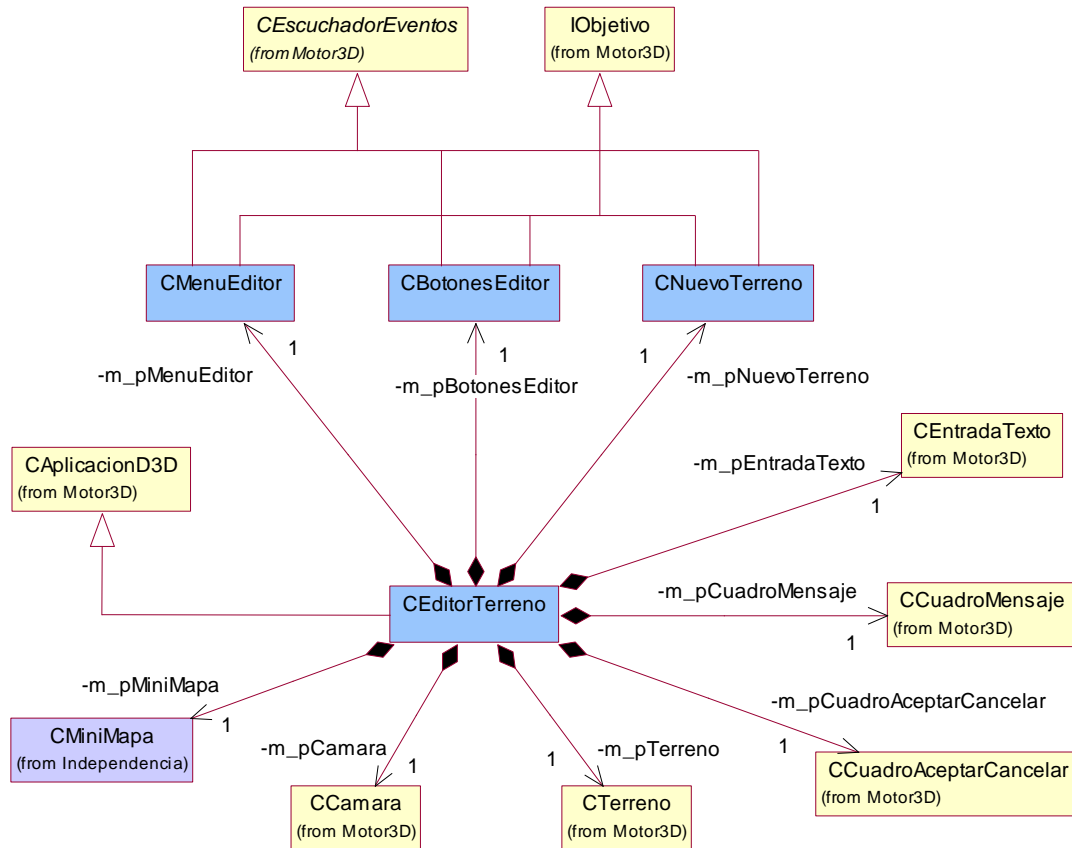 CEscuchadorEventos
(from Motor3D)
IObjetivo
(from Motor3D)
CMenuEditor
CBotonesEditor
CNuevoTerreno
1
1
1
-m_pMenuEditor
-m_pBotonesEditor
-m_pNuevoTerreno
CEntradaTexto
(from Motor3D)
-m_pEntradaTexto
1
CAplicacionD3D
(from Motor3D)
CEditorTerreno
-m_pCuadroMensaje
CCuadroMensaje
(from Motor3D)
1
-m_pMiniMapa
1
CMiniMapa
(from Independencia)
-m_pCamara
1
-m_pTerreno
1
-m_pCuadroAceptarCancelar
1
CCamara
(from Motor3D)
CTerreno
(from Motor3D)
CCuadroAceptarCancelar
(from Motor3D)